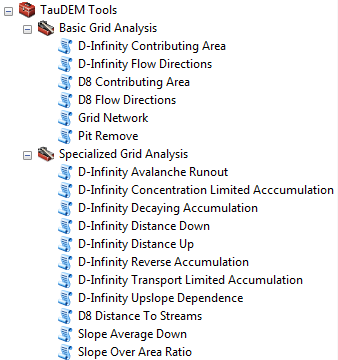 TauDEM Tools
Basic Grid Analysis
D-Infinity Contributing Area
D-Infinity Flow Directions
D8 Contributing Area
D8 Flow Directions
Grid Network
Pit Remove
Specialized Grid Analysis
D-Infinity Avalanche Runout
D-Infinity Concentration Limited Acccumulation
D-Infinity Decaying Accumulation
D-Infinity Distance Down
D-Infinity Distance Up
D-Infinity Reverse Accumulation
D-Infinity Transport Limited Accumulation
D-Infinity Upslope Dependence
D8 Distance To Streams
Slope Average Down
Slope Over Area Ratio